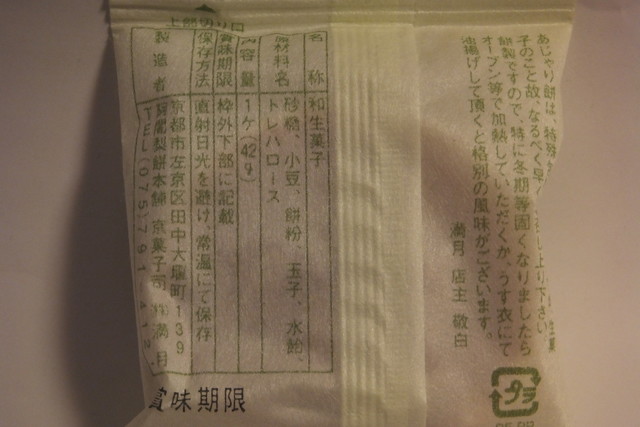 上部切り口
名称 和生菓子
原材料名 砂糖、小豆、餅粉、玉子、水飴、
トレハロース
内容量 1ケ(42g)
賞味期限 枠外下部に記載
保存方法 直射日光を避け、常温にて保存
製造者 京都市左京区田中大堰町139
阿闍梨餅本舗 京菓子司 ㈱満月
TEL(075)791-412
賞味期限
あじゃり餅は、特殊
子のこと故、なるべく早く 上り下さい
餅製ですので、特に冬期等固くなりましたら
オーブン等で加熱していただくか、うす衣にて
油揚げして頂くと格別の風味がございます。
満月 店主 敬白
プラ